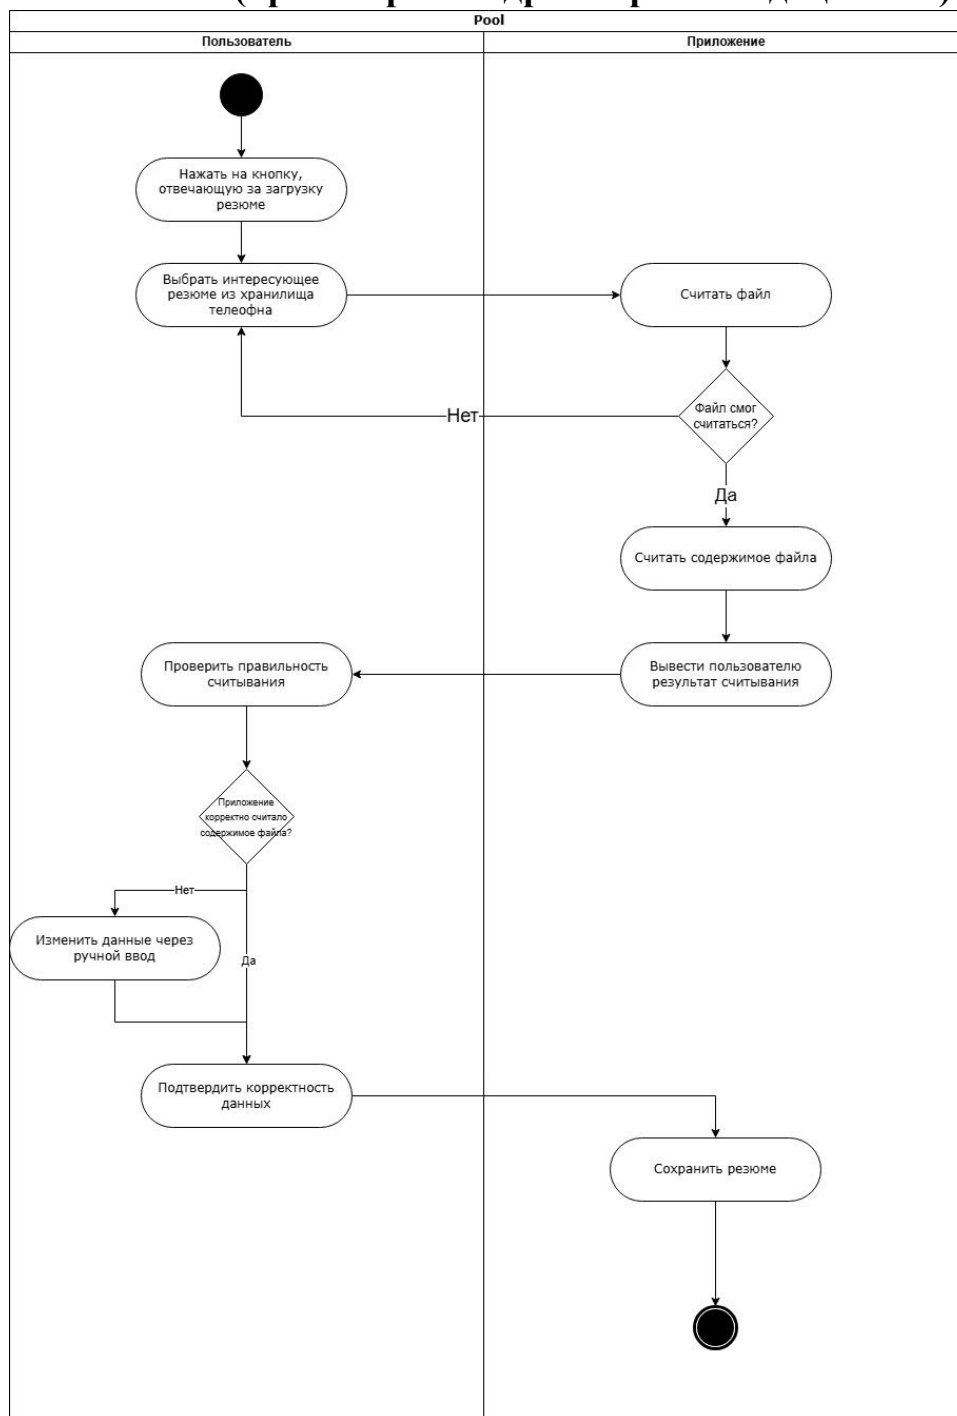 Pool
Пользователь
Приложение
Нажать на кнопку,
отвечающую за загрузку
резюме
Выбрать интересующее
резюме из хранилища
телеофна
Считать файл
Файл смог
считаться?
Нет
Да
Считать содержимое файла
Вывести пользователю
результат считывания
Проверить правильность
считывания
Приложение
корректно считало
содержимое файла?
Нет
Изменить данные через
ручной ввод
Да
Подтвердить корректность
данных
Сохранить резюме